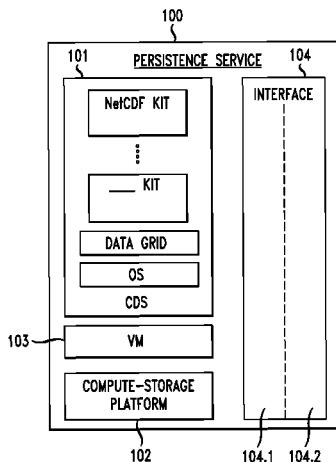 100
PERSISTENCE SERVICE
101
104
NetCDF KIT
INTERFACE
___ KIT
DATA GRID
OS
CDS
103
VM
COMPUTE-STORAGE
PLATFORM
102
104.1
104.2